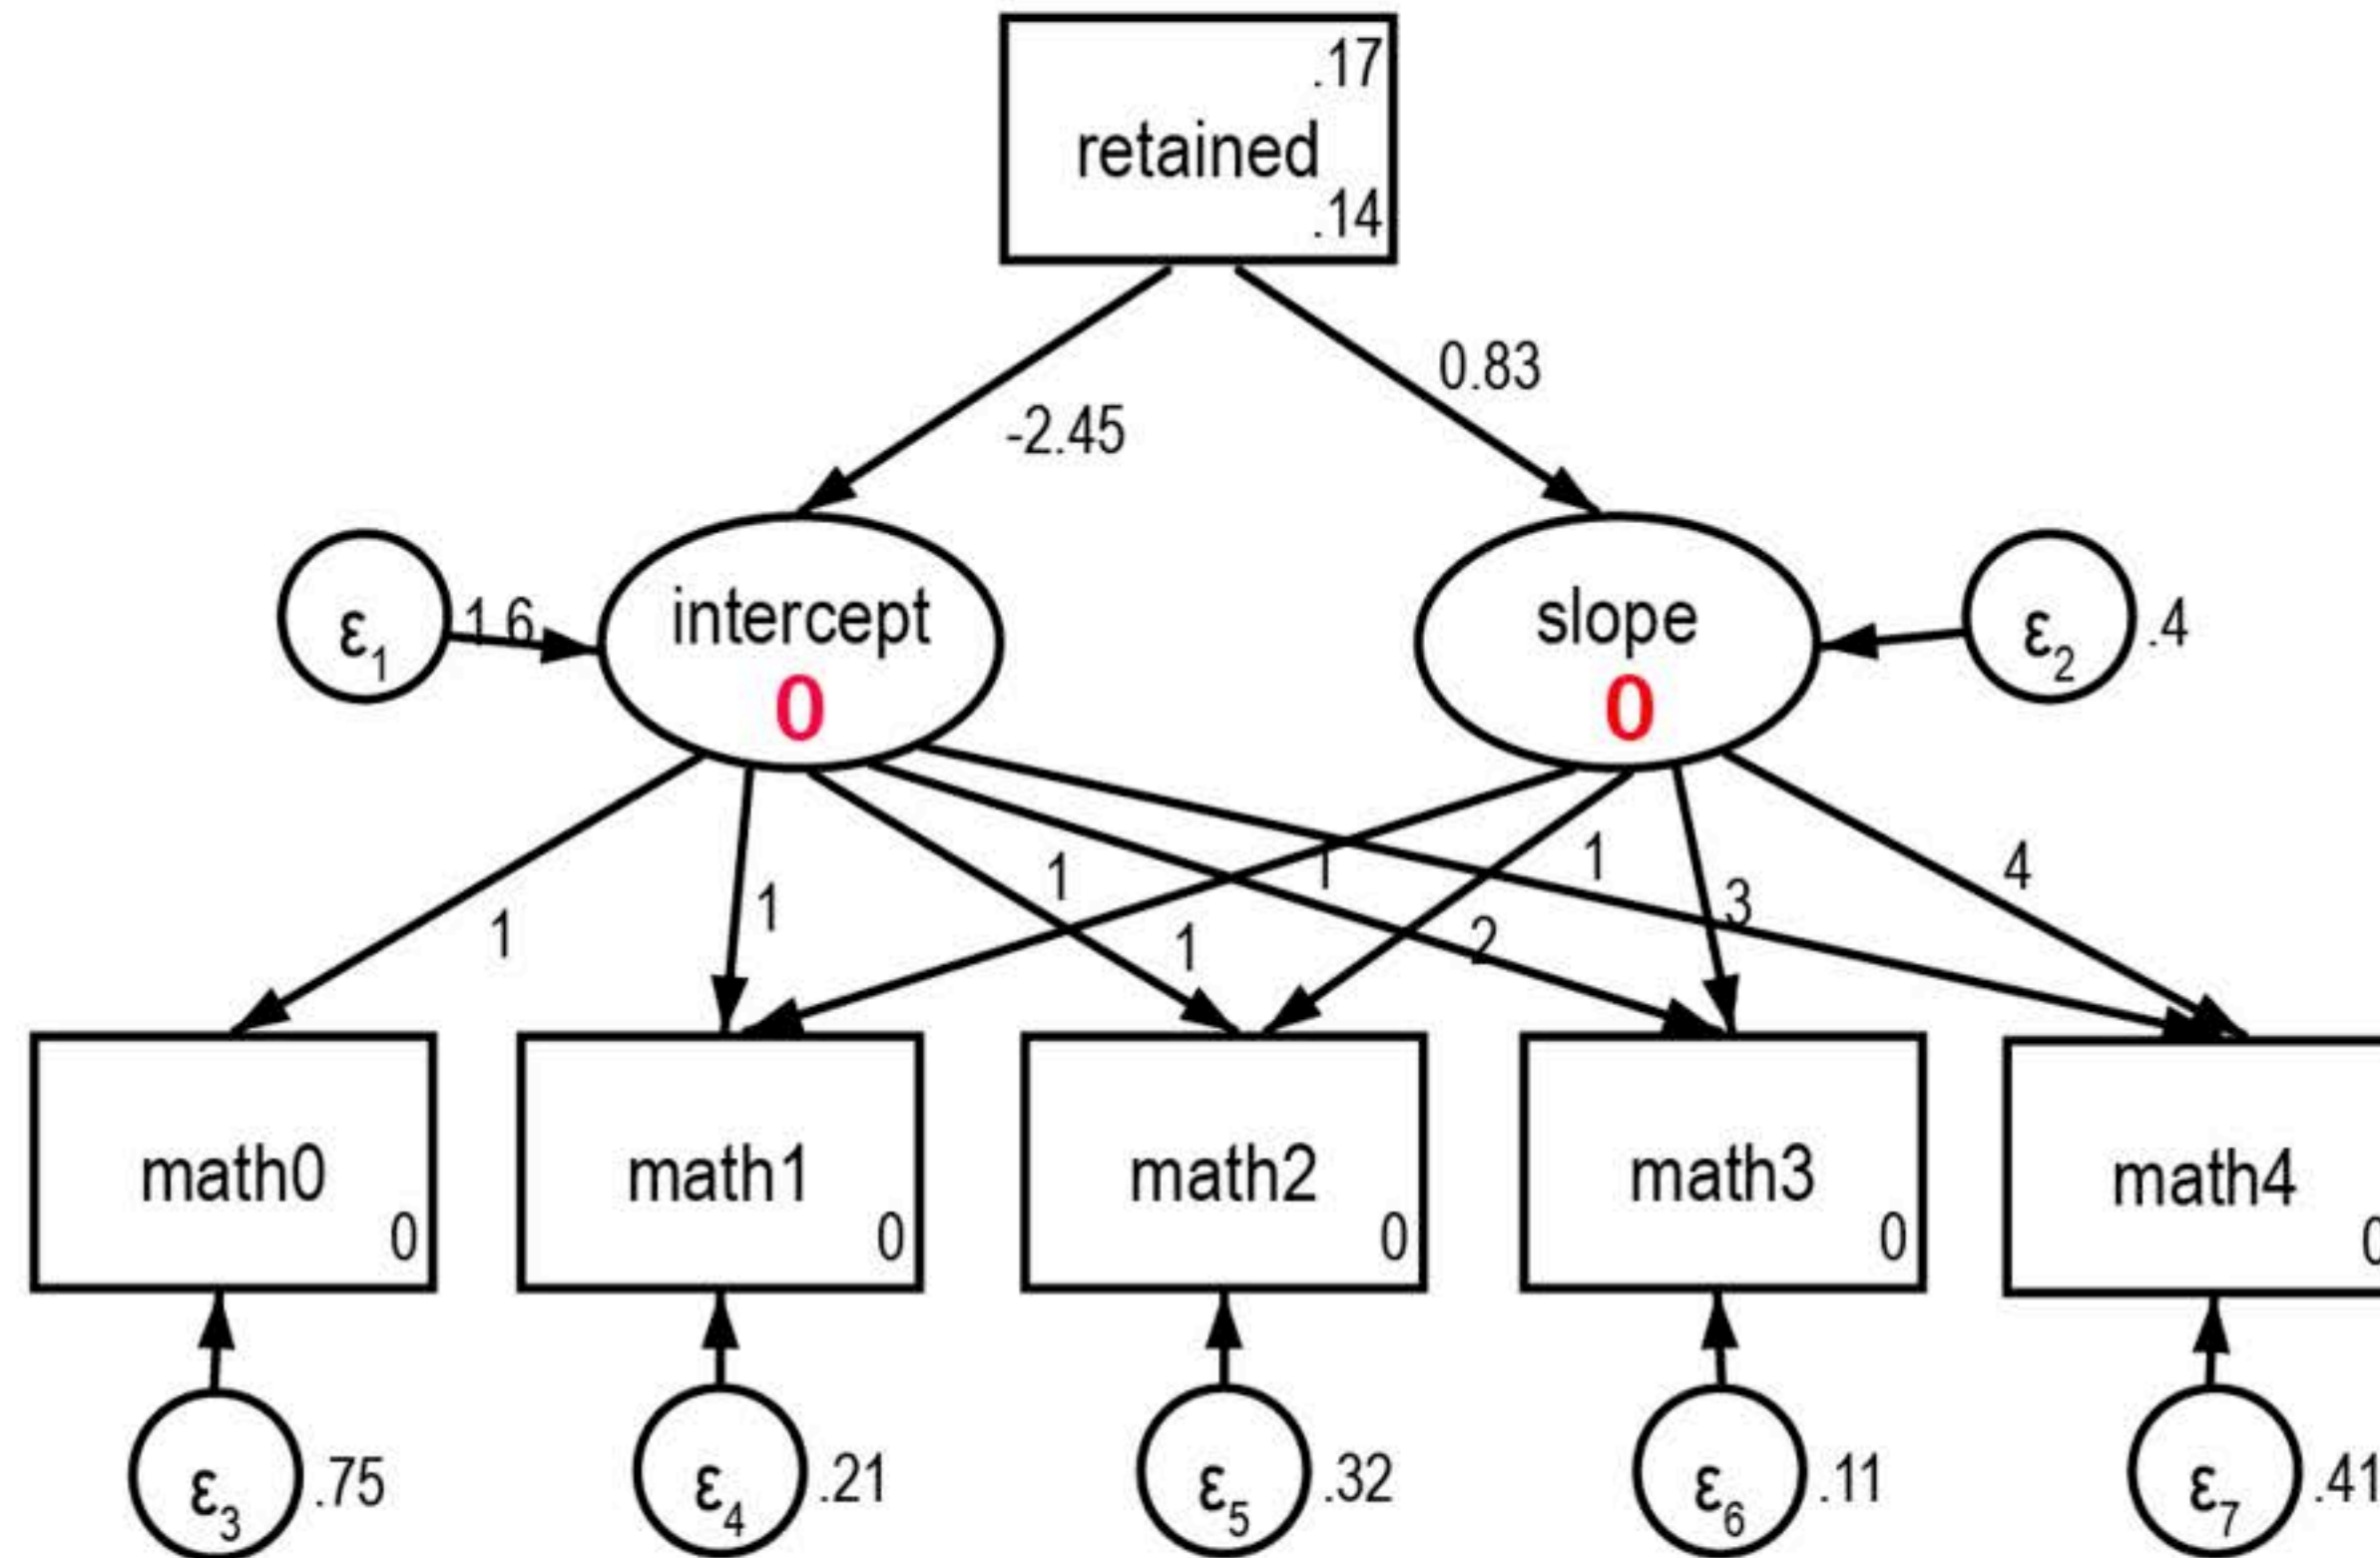 .17
retained
.14
0.83
-2.45
ε1
1.6
intercept
0
slope
0
ε2
.4
1
1
1
1
1
2
1
3
4
math0
0
math1
0
math2
0
math3
0
math4
0
ε3
.75
ε4
.21
ε5
.32
ε6
.11
ε7
.41